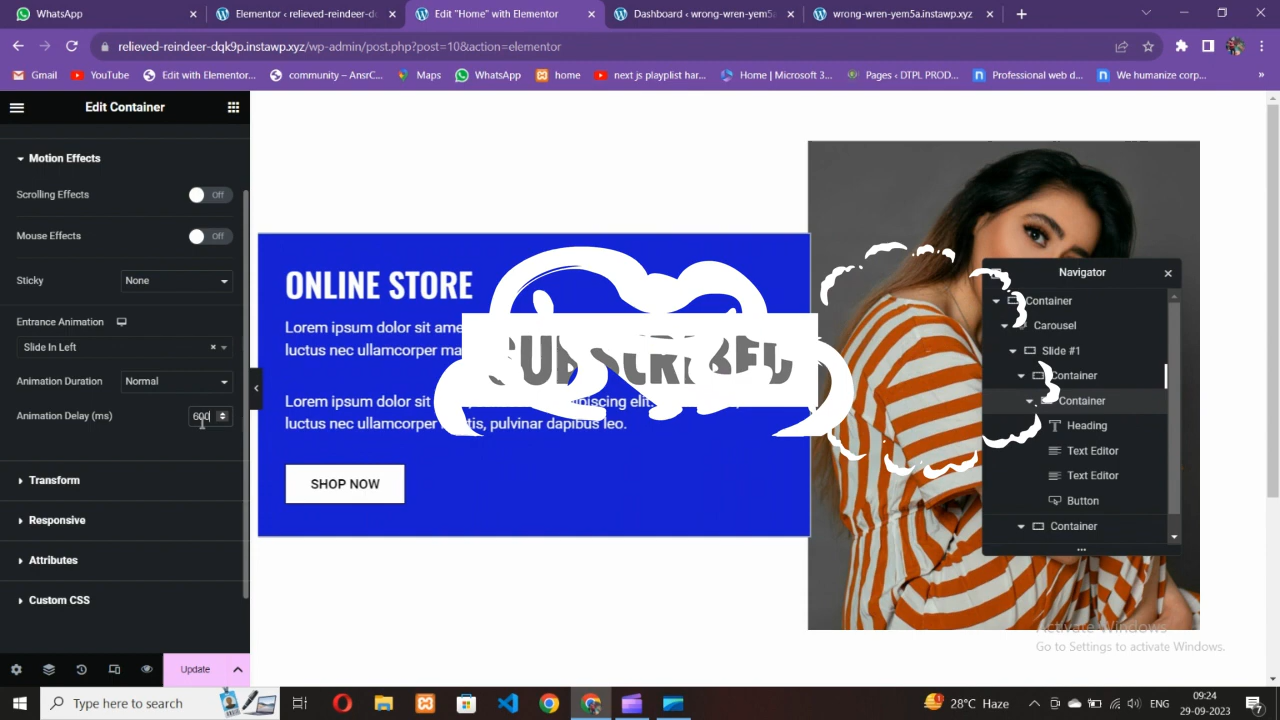 WhatsApp
Elementor ‹ relieved-reindeer-dc
Edit "Home" with Elementor
Dashboard ‹ wrong-wren-yem5a
wrong-wren-yem5a.instawp.xyz
relieved-reindeer-dqk9p.instawp.xyz/wp-admin/post.php?post=10&action=elementor
Gmail
YouTube
Edit with Elementor...
community – AnsrC...
Maps
WhatsApp
home
next js playlist har...
Home | Microsoft 3...
Pages ‹ DTPL PROD...
Professional web d...
We humanize corp...
»
Edit Container
Motion Effects
Scrolling Effects
Off
Mouse Effects
Off
Sticky
None
Entrance Animation
Slide In Left
Animation Duration
Normal
Animation Delay (ms)
600
Transform
Responsive
Attributes
Custom CSS
Update
ONLINE STORE
Lorem ipsum dolor sit ame
luctus nec ullamcorper ma
Lorem ipsum dolor sit
luctus nec ullamcorper pulvinar dapibus leo.
SHOP NOW
SUBSCRIBED
Navigator
Container
Carousel
Slide #1
Container
Container
Heading
Text Editor
Text Editor
Button
Container
Activate Windows
Go to Settings to activate Windows.
Type here to search
28°C Haze
ENG
09:24
29-09-2023
7